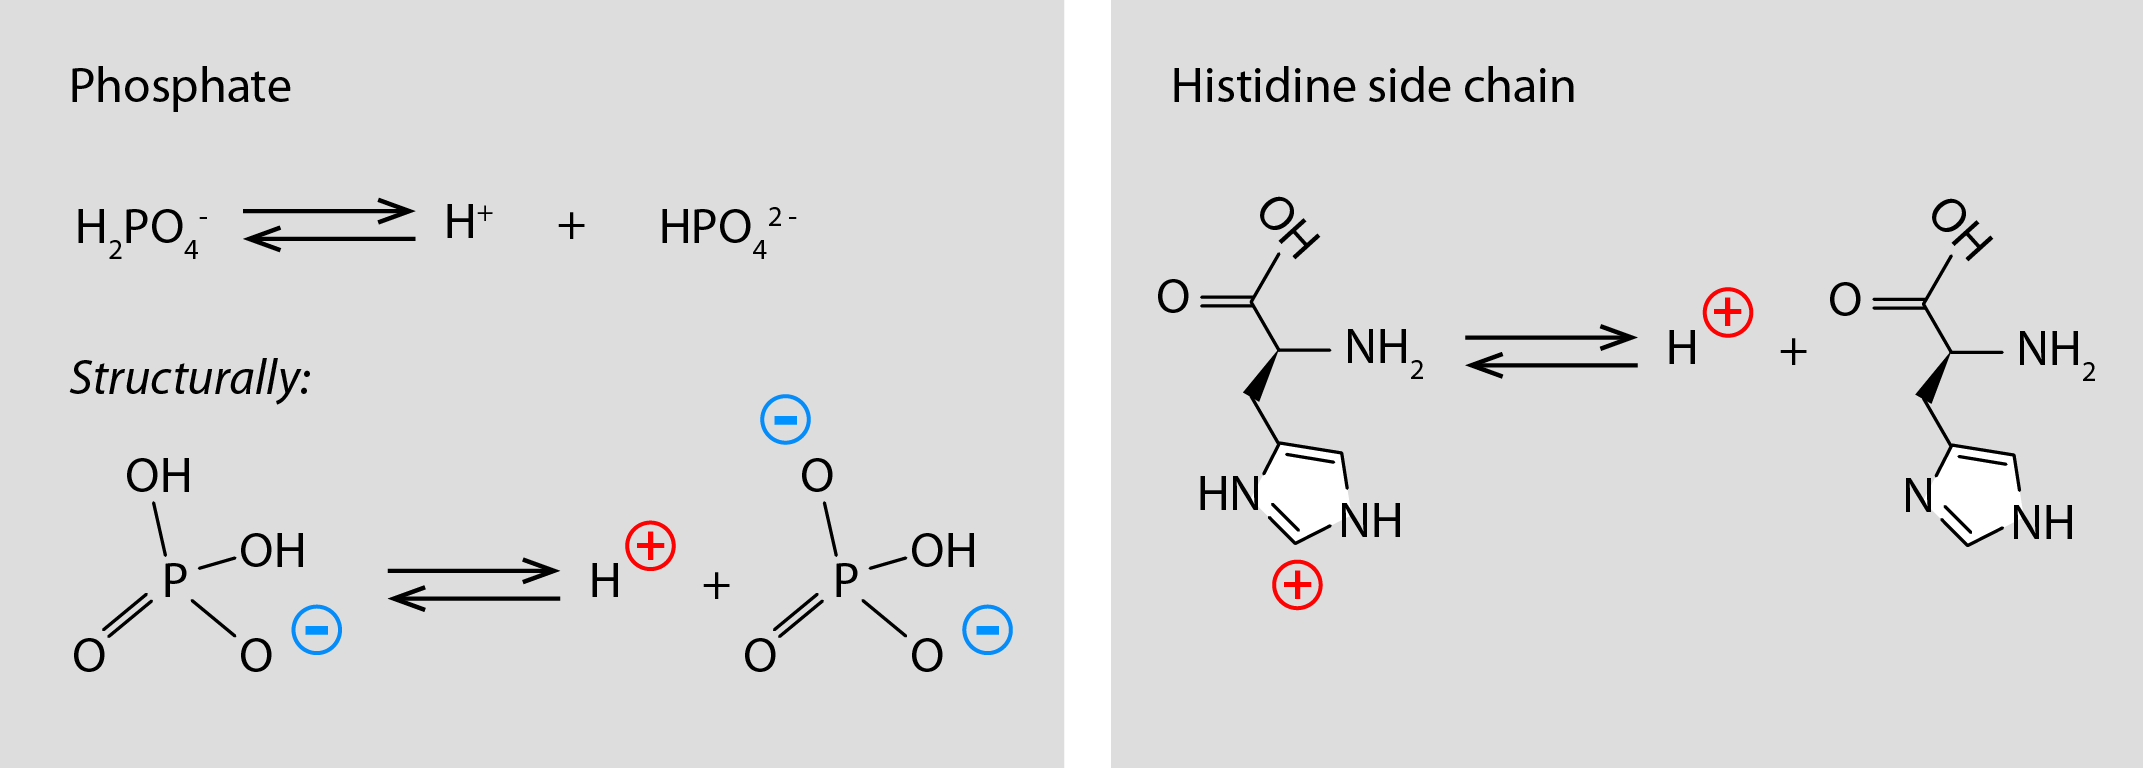 Phosphate
H₂PO₄⁻ ⇌ H⁺ + HPO₄²⁻
Structurally:
OH
OH
P
O
O
-
H
+
+
-
O
OH
P
O
O
-
Histidine side chain
OH
O
NH₂
HN
NH
+
H
+
+
OH
O
NH₂
N
NH